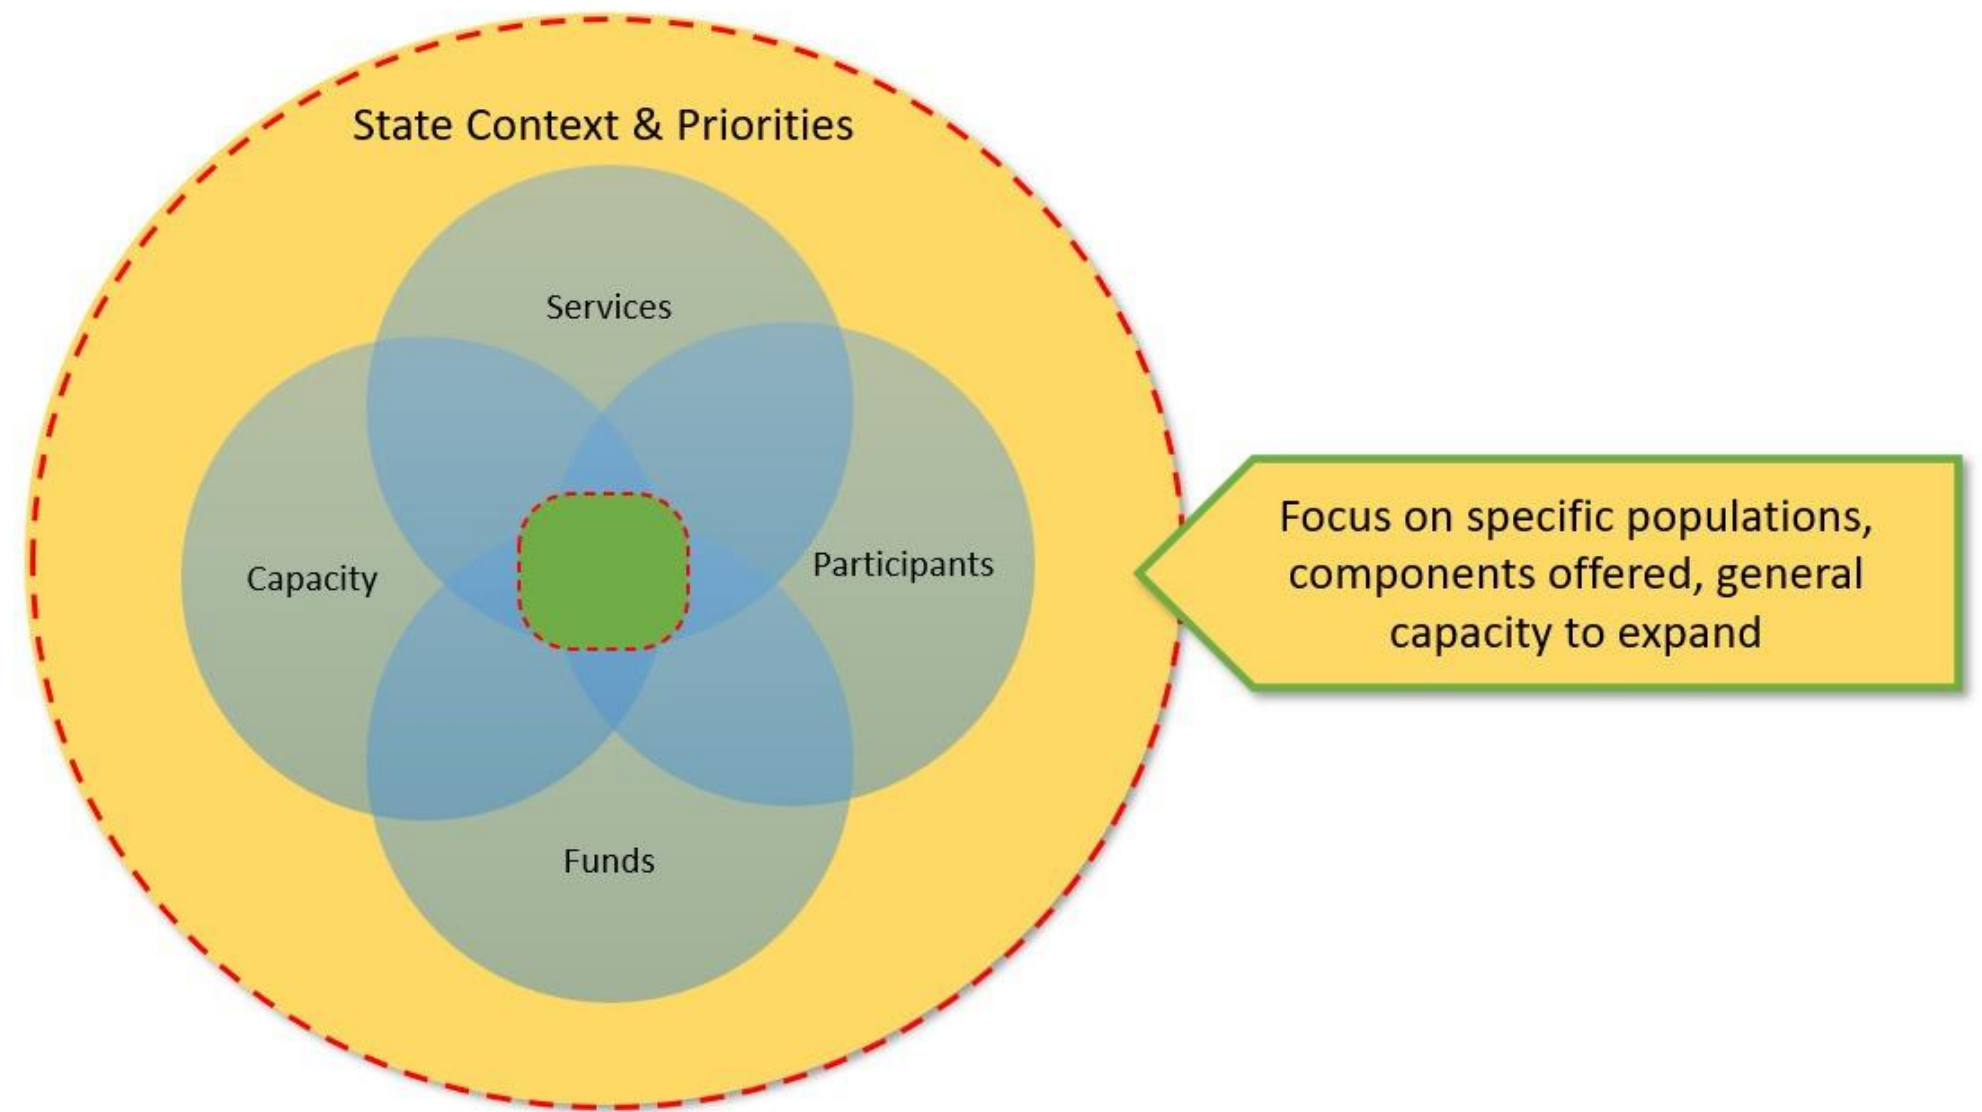 State Context & Priorities
Services
Capacity
Participants
Funds
Focus on specific populations,
components offered, general
capacity to expand